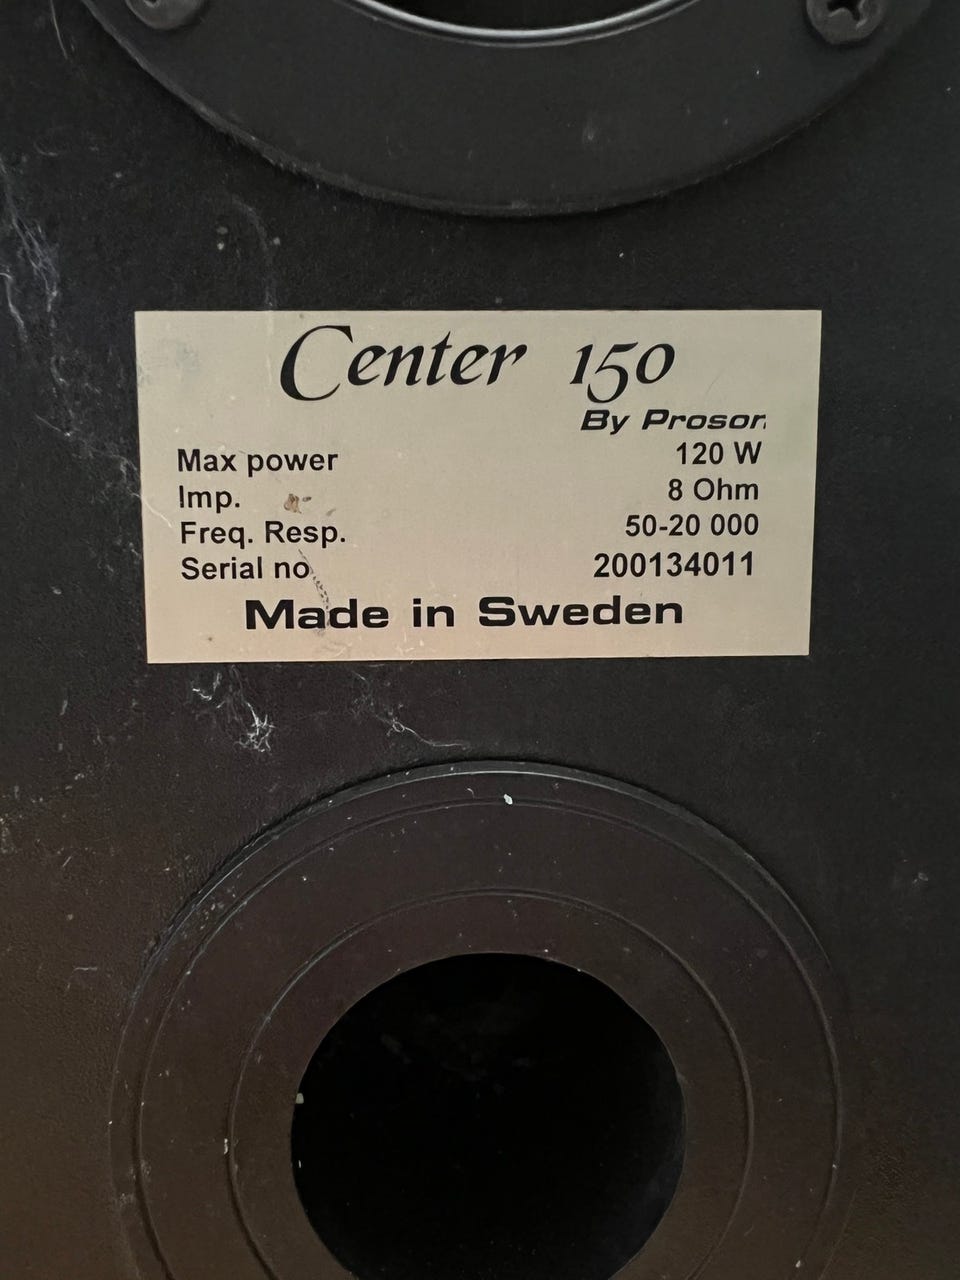 Center 150
By Proson
Max power 120 W
Imp. 8 Ohm
Freq. Resp. 50-20 000
Serial no 200134011
Made in Sweden